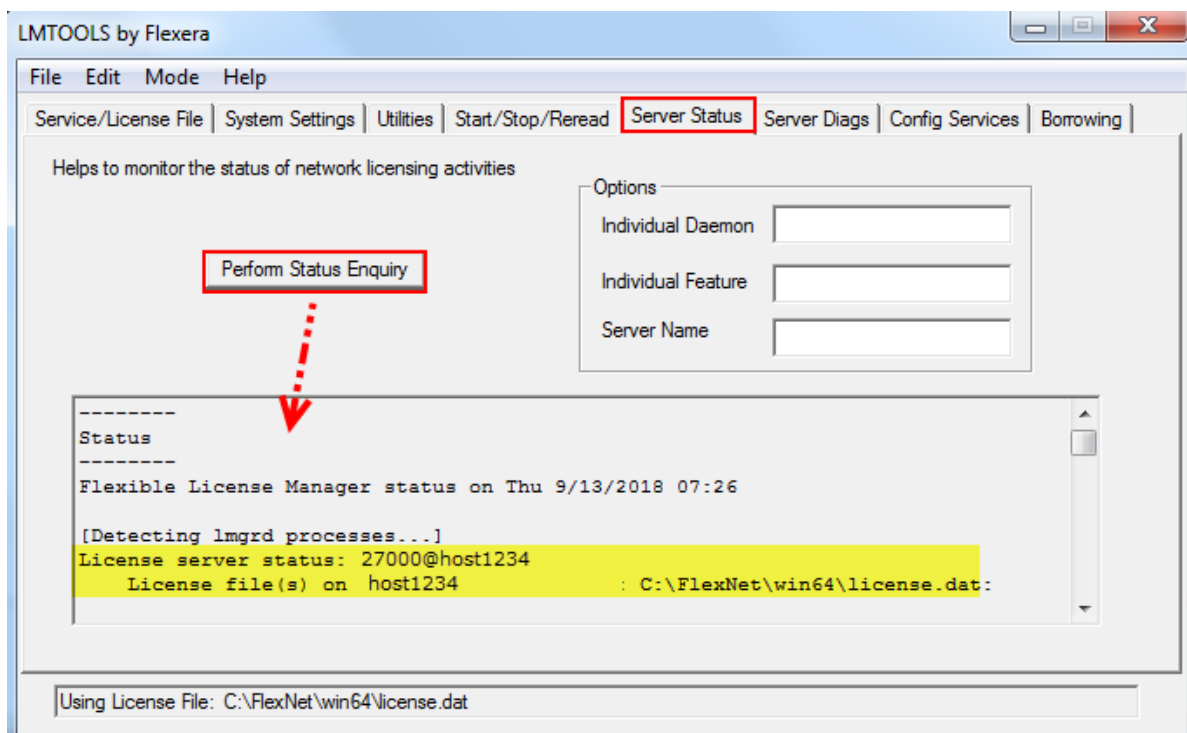 LMTOOLS by Flexera
File Edit Mode Help
Service/License File System Settings Utilities Start/Stop/Reread Server Status Server Diags Config Services Borrowing
Helps to monitor the status of network licensing activities
Options
Individual Daemon
Perform Status Enquiry
Individual Feature
Server Name
--------
Status
--------
Flexible License Manager status on Thu 9/13/2018 07:26
[Detecting lmgrd processes...]
License server status: 27000@host1234
License file(s) on host1234 : C:\FlexNet\win64\license.dat:
Using License File: C:\FlexNet\win64\license.dat